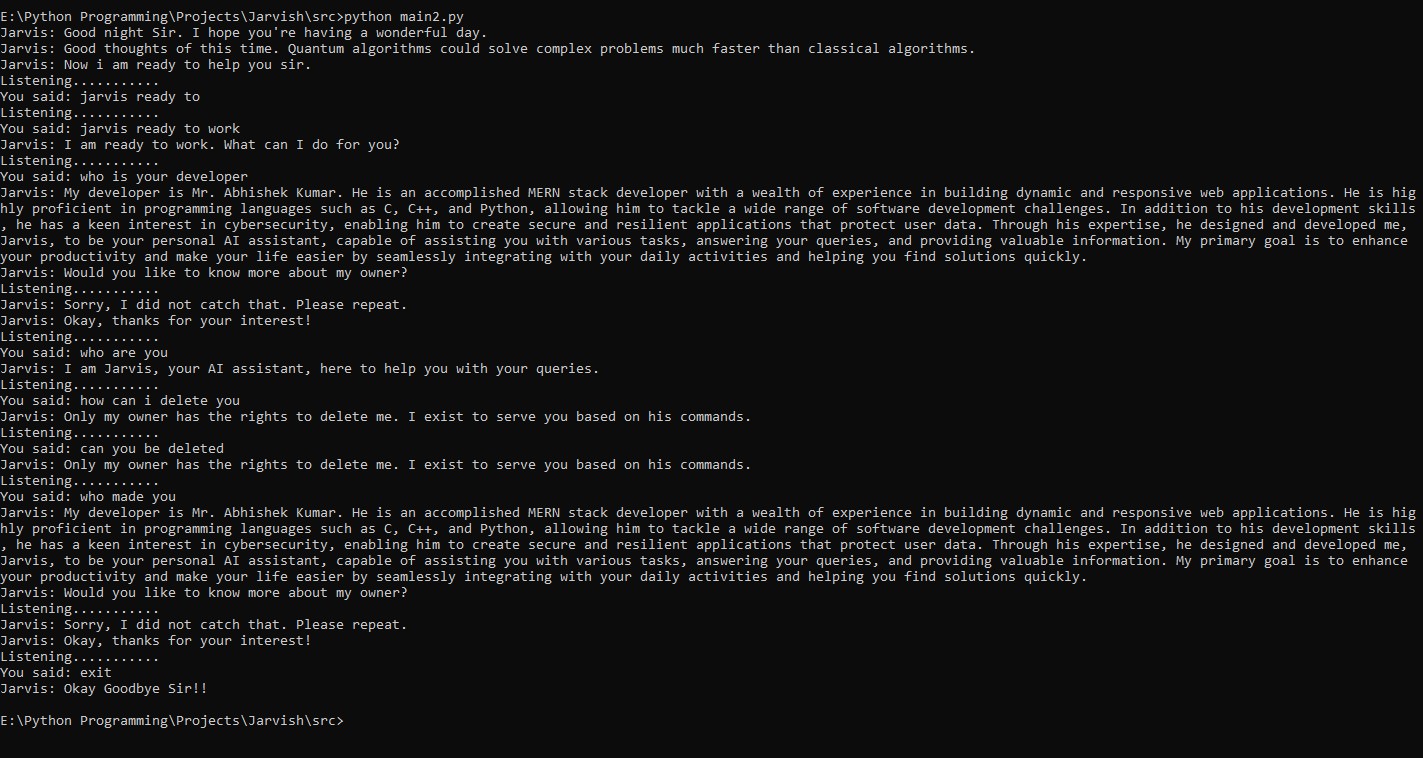 E:\Python Programming\Projects\Jarvish\src>python main2.py
Jarvis: Good night Sir. I hope you're having a wonderful day.
Jarvis: Good thoughts of this time. Quantum algorithms could solve complex problems much faster than classical algorithms.
Jarvis: Now i am ready to help you sir.
Listening...........
You said: jarvis ready to
Listening...........
You said: jarvis ready to work
Jarvis: I am ready to work. What can I do for you?
Listening...........
You said: who is your developer
Jarvis: My developer is Mr. Abhishek Kumar. He is an accomplished MERN stack developer with a wealth of experience in building dynamic and responsive web applications. He is hig
hly proficient in programming languages such as C, C++, and Python, allowing him to tackle a wide range of software development challenges. In addition to his development skills
, he has a keen interest in cybersecurity, enabling him to create secure and resilient applications that protect user data. Through his expertise, he designed and developed me,
Jarvis, to be your personal AI assistant, capable of assisting you with various tasks, answering your queries, and providing valuable information. My primary goal is to enhance
your productivity and make your life easier by seamlessly integrating with your daily activities and helping you find solutions quickly.
Jarvis: Would you like to know more about my owner?
Listening...........
Jarvis: Sorry, I did not catch that. Please repeat.
Jarvis: Okay, thanks for your interest!
Listening...........
You said: who are you
Jarvis: I am Jarvis, your AI assistant, here to help you with your queries.
Listening...........
You said: how can i delete you
Jarvis: Only my owner has the rights to delete me. I exist to serve you based on his commands.
Listening...........
You said: can you be deleted
Jarvis: Only my owner has the rights to delete me. I exist to serve you based on his commands.
Listening...........
You said: who made you
Jarvis: My developer is Mr. Abhishek Kumar. He is an accomplished MERN stack developer with a wealth of experience in building dynamic and responsive web applications. He is hig
hly proficient in programming languages such as C, C++, and Python, allowing him to tackle a wide range of software development challenges. In addition to his development skills
, he has a keen interest in cybersecurity, enabling him to create secure and resilient applications that protect user data. Through his expertise, he designed and developed me,
Jarvis, to be your personal AI assistant, capable of assisting you with various tasks, answering your queries, and providing valuable information. My primary goal is to enhance
your productivity and make your life easier by seamlessly integrating with your daily activities and helping you find solutions quickly.
Jarvis: Would you like to know more about my owner?
Listening...........
Jarvis: Sorry, I did not catch that. Please repeat.
Jarvis: Okay, thanks for your interest!
Listening...........
You said: exit
Jarvis: Okay Goodbye Sir!!
E:\Python Programming\Projects\Jarvish\src>